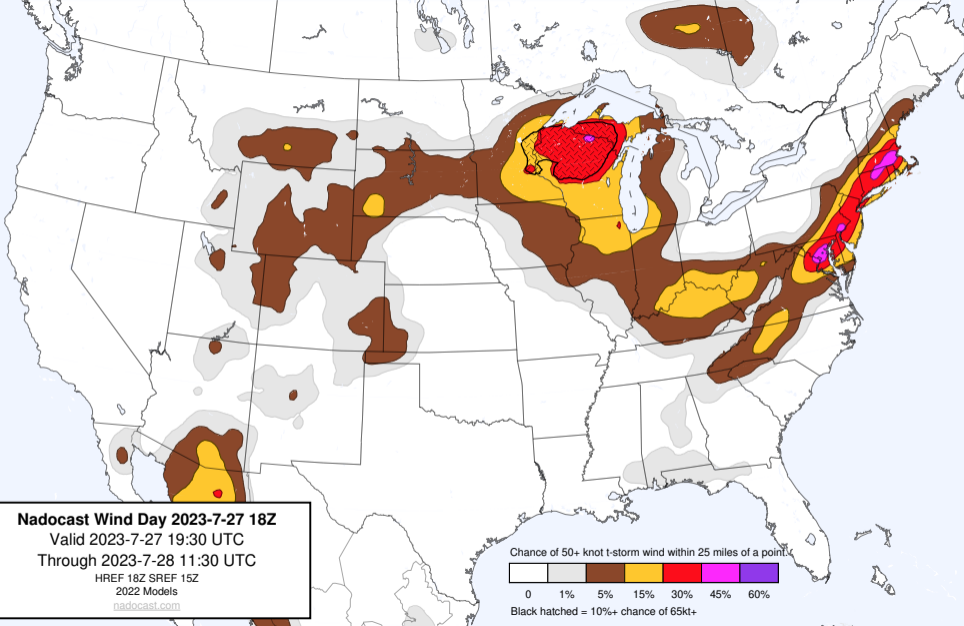 Nadocast Wind Day 2023-7-27 18Z
Valid 2023-7-27 19:30 UTC
Through 2023-7-28 11:30 UTC
HREF 18Z SREF 15Z
2022 Models
nadocast.com
Chance of 50+ knot t-storm wind within 25 miles of a point.
0 1% 5% 15% 30% 45% 60%
Black hatched = 10%+ chance of 65kt+